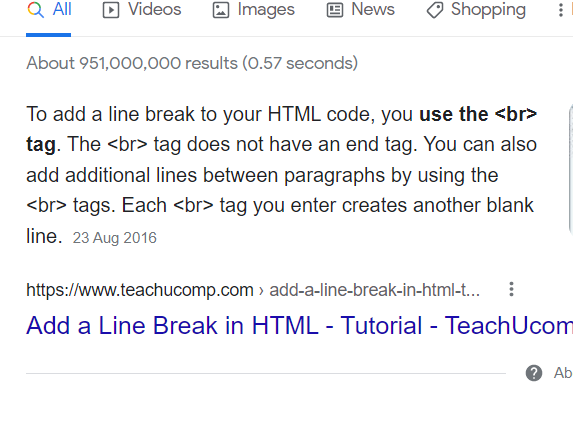 All Videos Images News Shopping
About 951,000,000 results (0.57 seconds)
To add a line break to your HTML code, you use the <br>
tag. The <br> tag does not have an end tag. You can also
add additional lines between paragraphs by using the
<br> tags. Each <br> tag you enter creates another blank
line. 23 Aug 2016
https://www.teachucomp.com › add-a-line-break-in-html-t...
Add a Line Break in HTML - Tutorial - TeachUcom
Ab